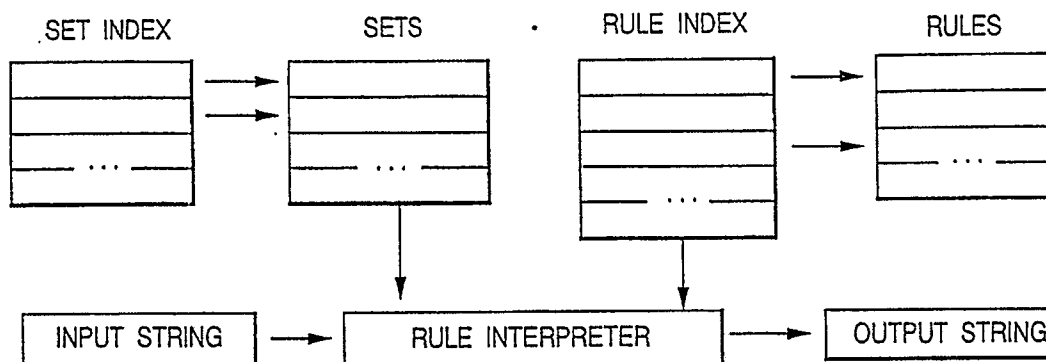 SET INDEX SETS RULE INDEX RULES
... ... ... ...
INPUT STRING RULE INTERPRETER OUTPUT STRING